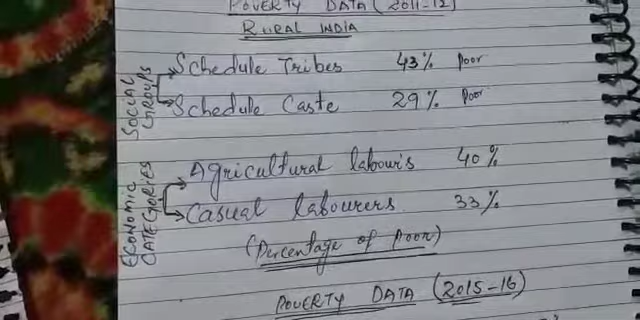 POVERTY DATA (2011-12)
RURAL INDIA
SOCIAL GROUPS
Schedule Tribes 43% Poor
Schedule Caste 29% Poor
ECONOMIC CATEGORIES
Agricultural labours 40%
Casual labourers 33%
(Percentage of Poor)
POVERTY DATA (2015-16)